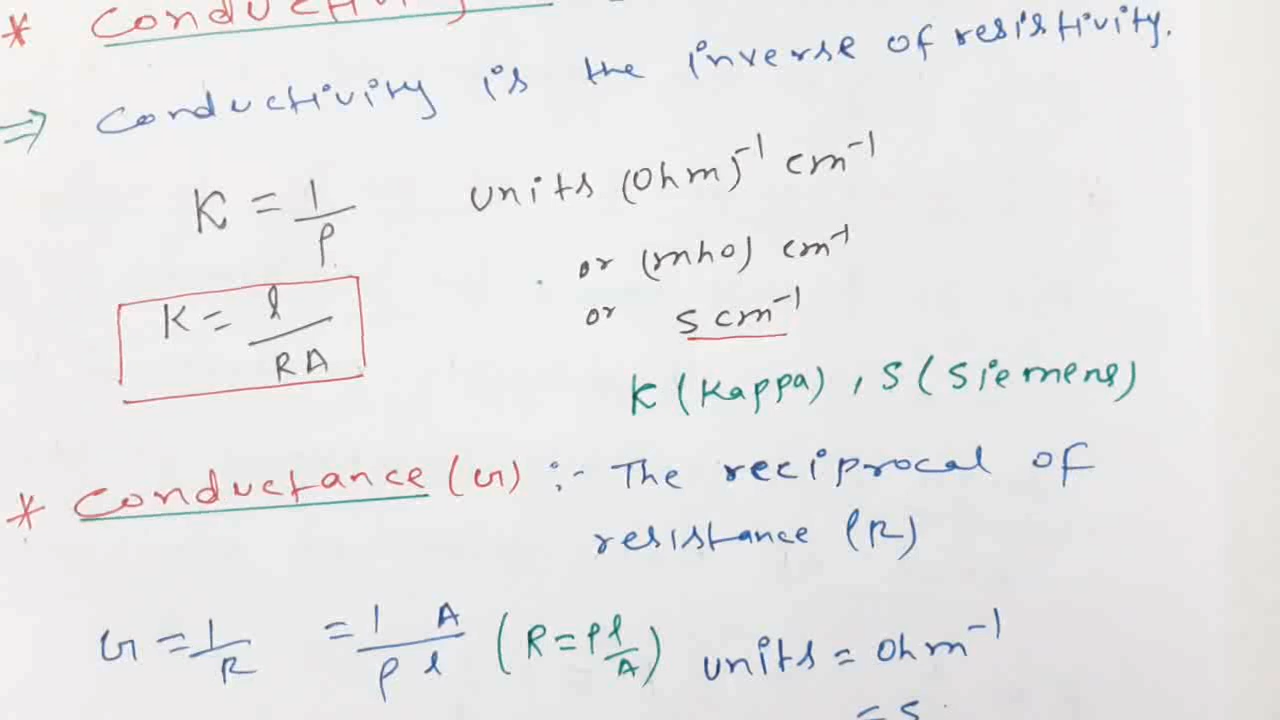 * Conductivity
⇒ Conductivity is the inverse of resistivity.
K = 1/ρ units (Ohm)⁻¹ cm⁻¹
or (mho) cm⁻¹
K = l/RA
or S cm⁻¹
K (Kappa), S (Siemens)
* Conductance (G) :- The reciprocal of
resistance (R)
G = 1/R = 1 A/ρ l (R = ρ l/A) units = Ohm⁻¹
= S